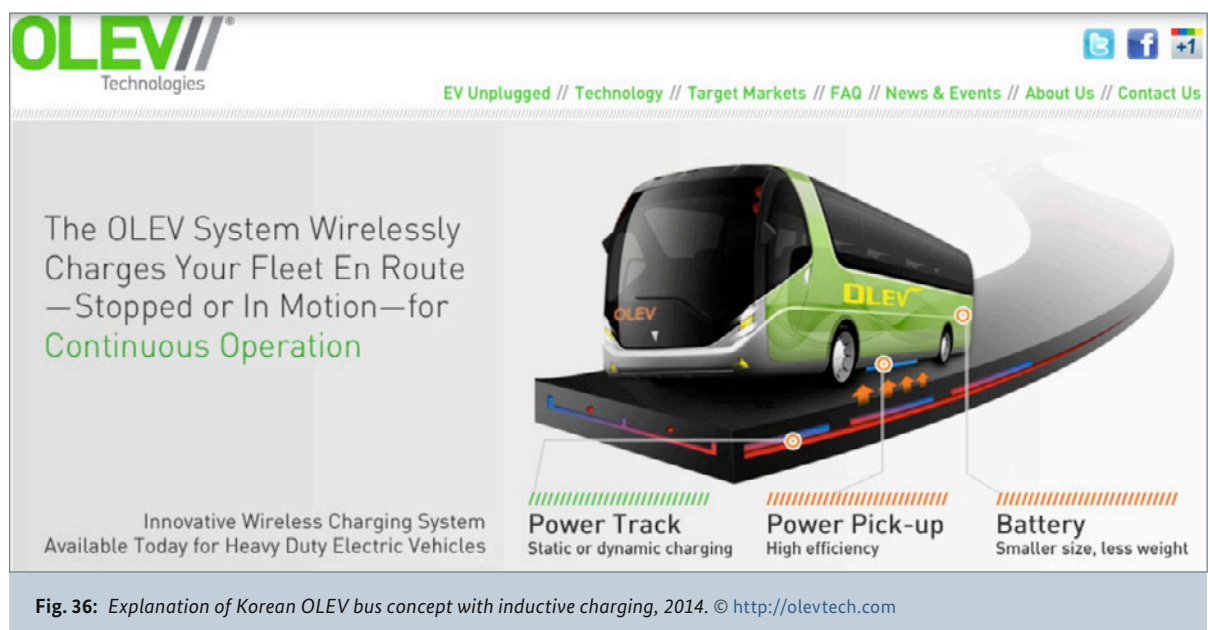 OLEV//®
Technologies
+1
EV Unplugged // Technology // Target Markets // FAQ // News & Events // About Us // Contact Us
The OLEV System Wirelessly
Charges Your Fleet En Route
—Stopped or In Motion—for
Continuous Operation
OLEV
OLEV
Innovative Wireless Charging System
Available Today for Heavy Duty Electric Vehicles
Power Track
Static or dynamic charging
Power Pick-up
High efficiency
Battery
Smaller size, less weight
Fig. 36: Explanation of Korean OLEV bus concept with inductive charging, 2014. © http://olevtech.com